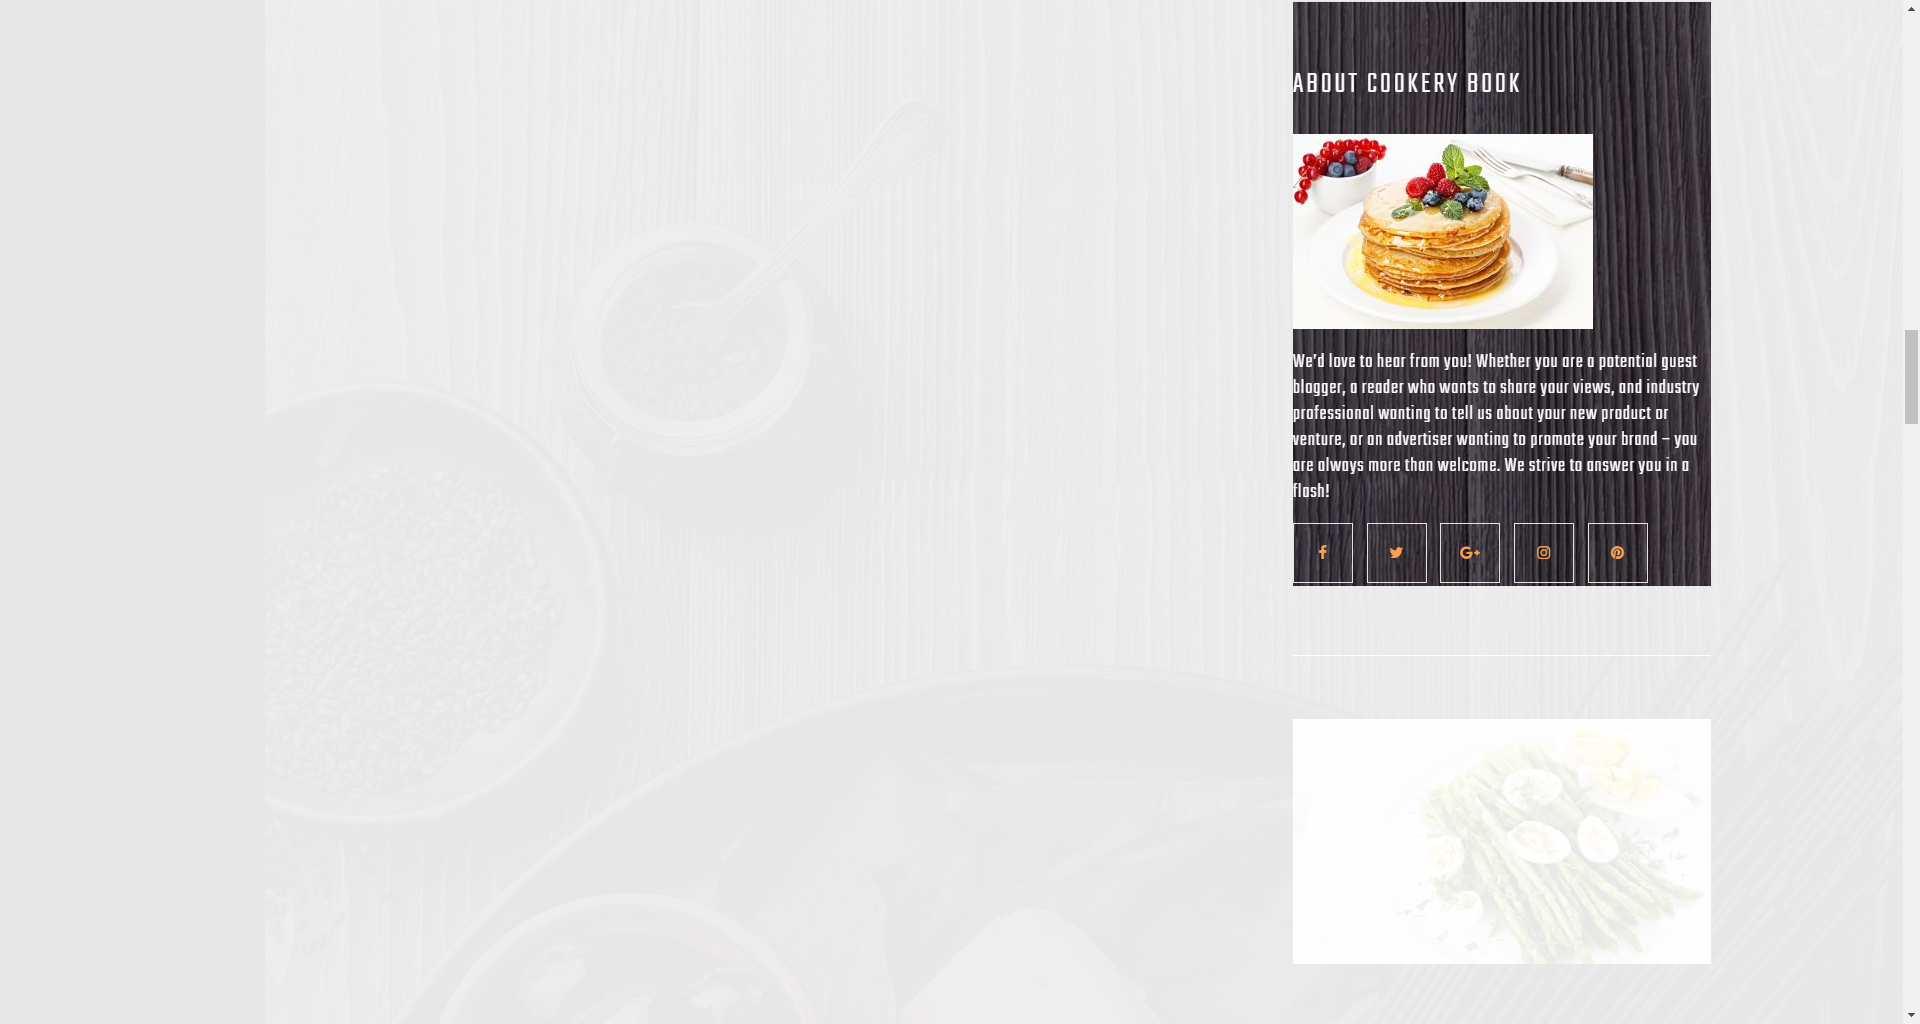 ABOUT COOKERY BOOK
We’d love to hear from you! Whether you are a potential guest
blogger, a reader who wants to share your views, and industry
professional wanting to tell us about your new product or
venture, or an advertiser wanting to promote your brand – you
are always more than welcome. We strive to answer you in a
flash!